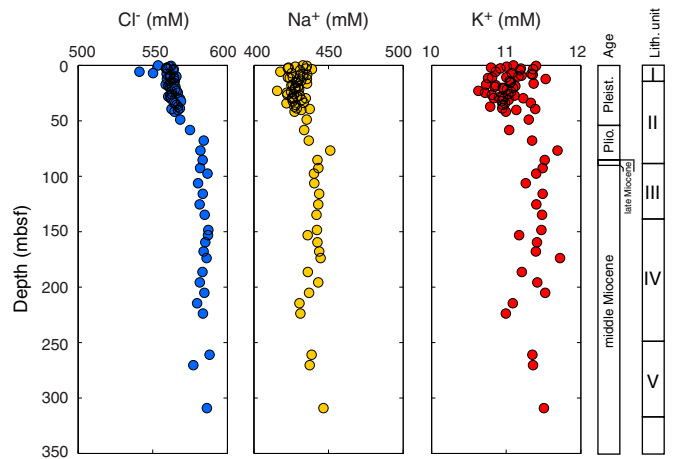 Cl⁻ (mM) Na⁺ (mM) K⁺ (mM)
500 550 600 400 450 500 10 11 12
Age
Lith. unit
0
50
100
150
200
250
300
350
Depth (mbsf)
Pleist.
Plio.
late Miocene
middle Miocene
I
II
III
IV
V